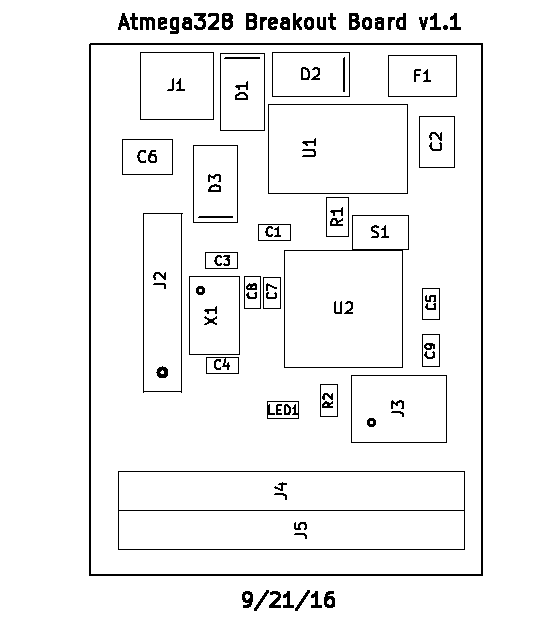 Atmega328 Breakout Board v1.1
J1
D1
D2
F1
U1
C2
C6
D3
R1
C1
S1
C3
J2
C8
C7
X1
U2
C5
C4
C9
LED1
R2
J3
J4
J5
9/21/16